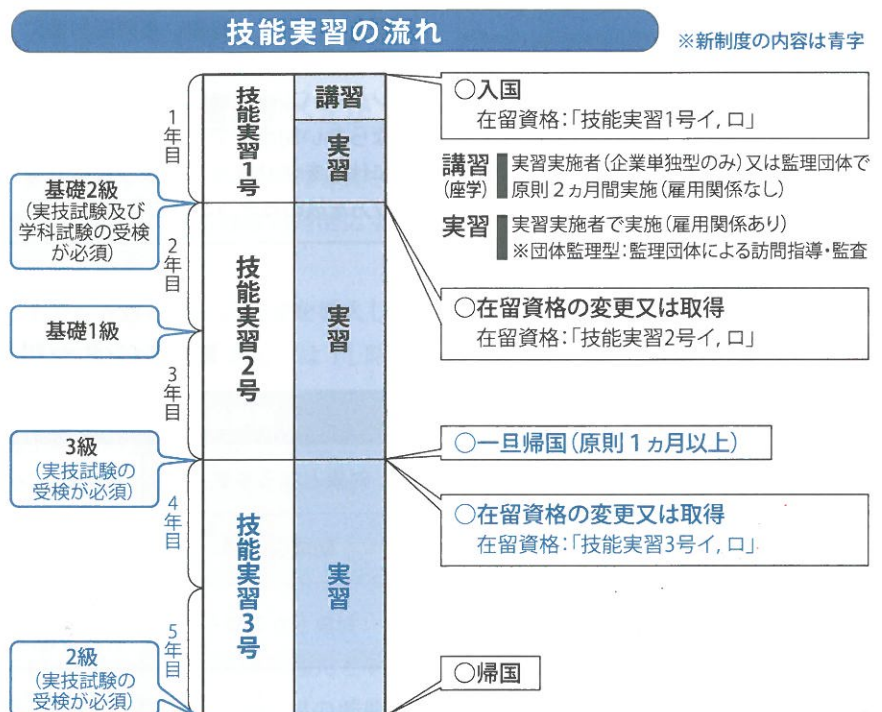 技能実習の流れ
※新制度の内容は青字
1年目
2年目
3年目
4年目
5年目
基礎2級
(実技試験及び
学科試験の受検
が必須)
基礎1級
3級
(実技試験の
受検が必須)
2級
(実技試験の
受検が必須)
技能実習1号
技能実習2号
技能実習3号
講習
実習
実習
実習
○入国
在留資格:「技能実習1号イ,ロ」
講習
(座学)
実習実施者(企業単独型のみ)又は監理団体で
原則2ヵ月間実施(雇用関係なし)
実習
実習実施者で実施(雇用関係あり)
※団体監理型:監理団体による訪問指導・監査
○在留資格の変更又は取得
在留資格:「技能実習2号イ,ロ」
○一旦帰国(原則1ヵ月以上)
○在留資格の変更又は取得
在留資格:「技能実習3号イ,ロ」
○帰国